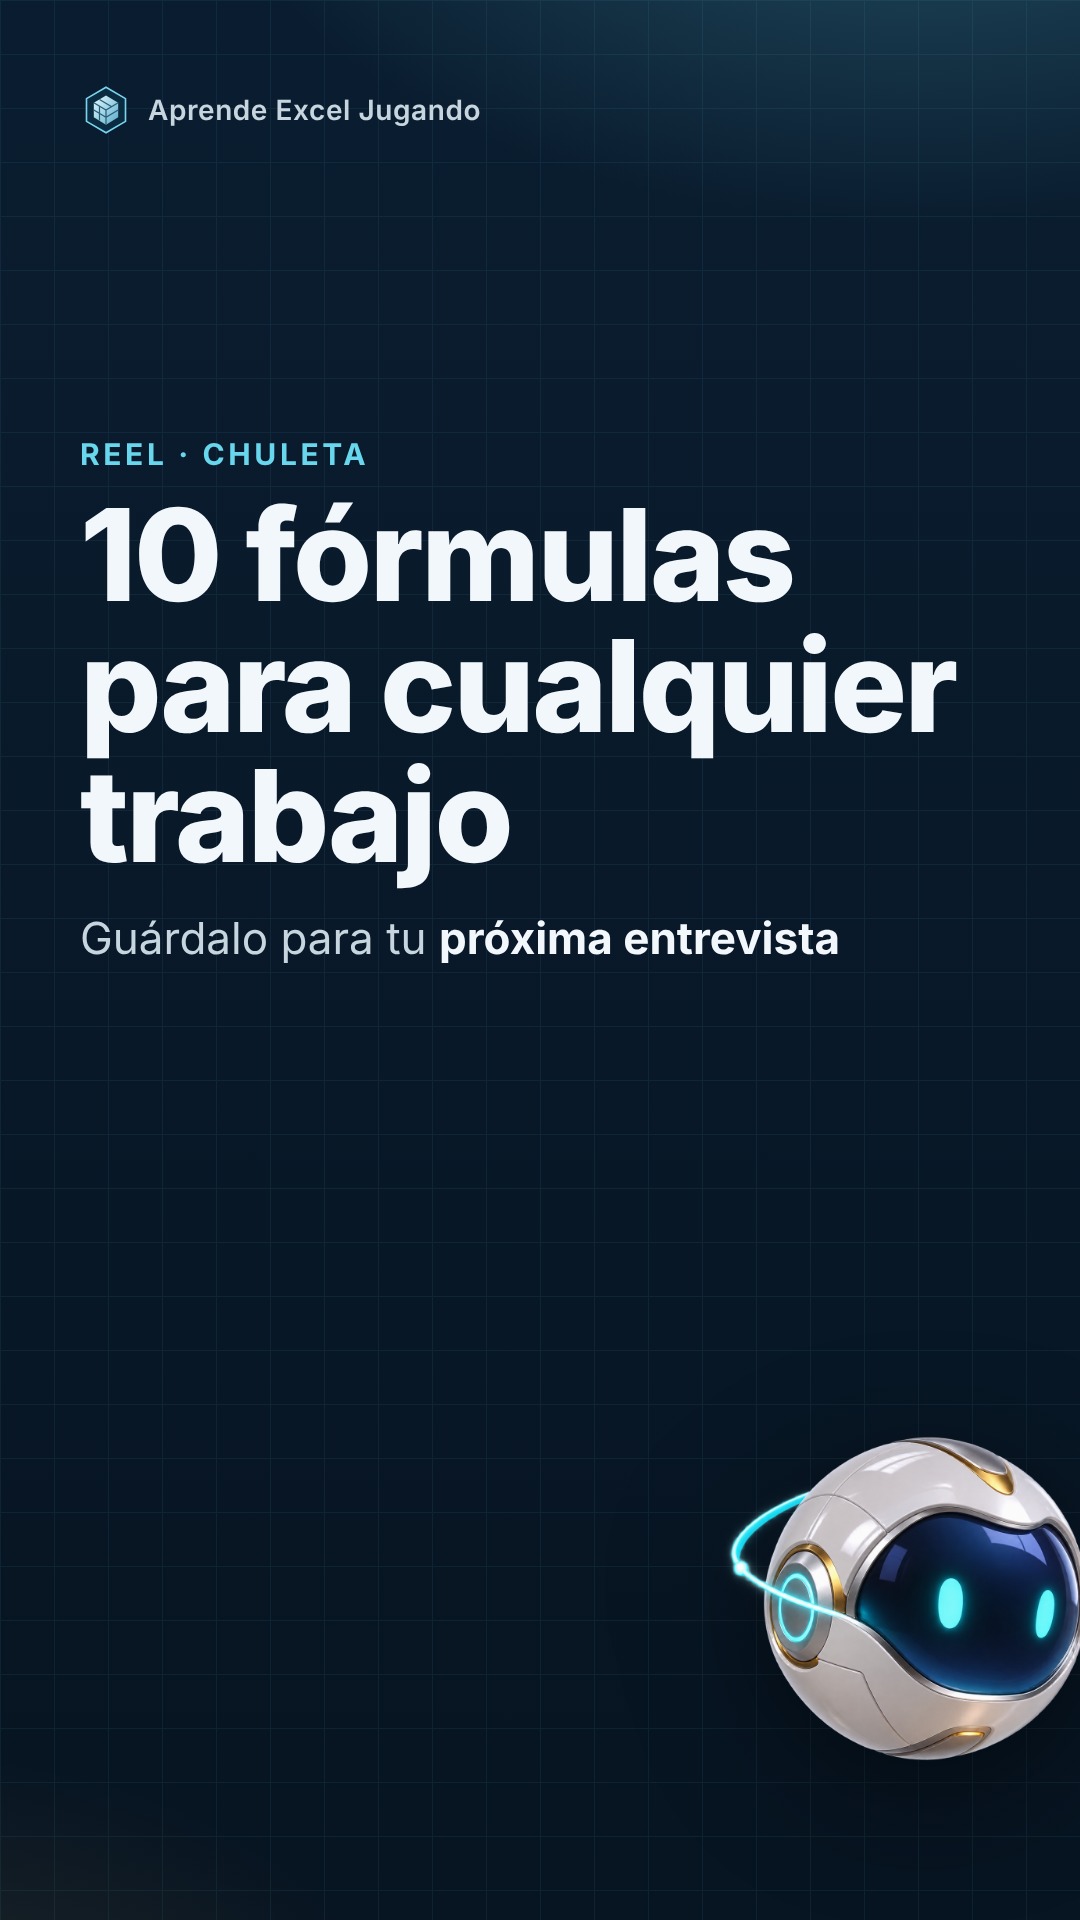 Aprende Excel Jugando
REEL · CHULETA
10 fórmulas
para cualquier
trabajo
Guárdalo para tu próxima entrevista